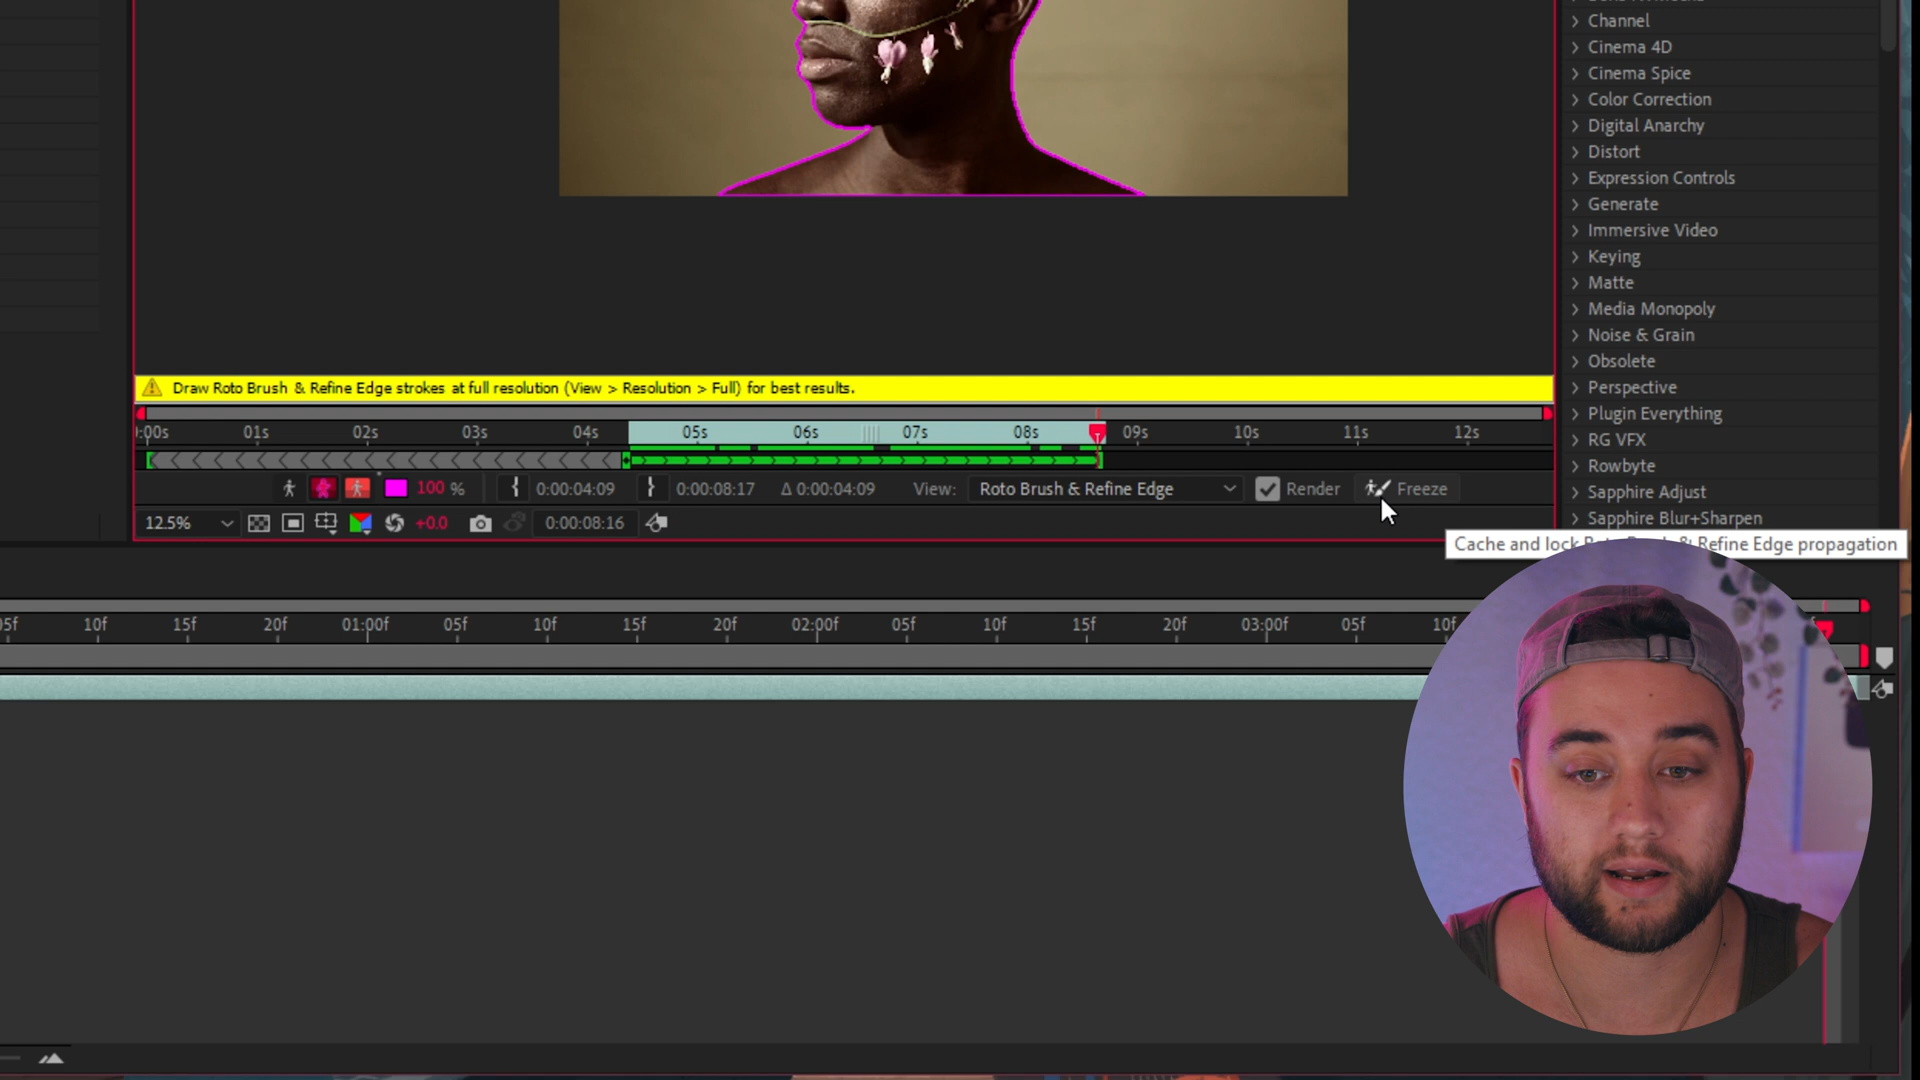 Channel
Cinema 4D
Cinema Spice
Color Correction
Digital Anarchy
Distort
Expression Controls
Generate
Immersive Video
Keying
Matte
Media Monopoly
Noise & Grain
Obsolete
Perspective
Plugin Everything
RG VFX
Rowbyte
Sapphire Adjust
Sapphire Blur+Sharpen
Draw Roto Brush & Refine Edge strokes at full resolution (View > Resolution > Full) for best results.
:00s 01s 02s 03s 04s 05s 06s 07s 08s 09s 10s 11s 12s
100 % 0:00:04:09 0:00:08:17 Δ 0:00:04:09 View: Roto Brush & Refine Edge Render Freeze
12.5% +0.0 0:00:08:16
Cache and lock Roto Brush & Refine Edge propagation
05f 10f 15f 20f 01:00f 05f 10f 15f 20f 02:00f 05f 10f 15f 20f 03:00f 05f 10f